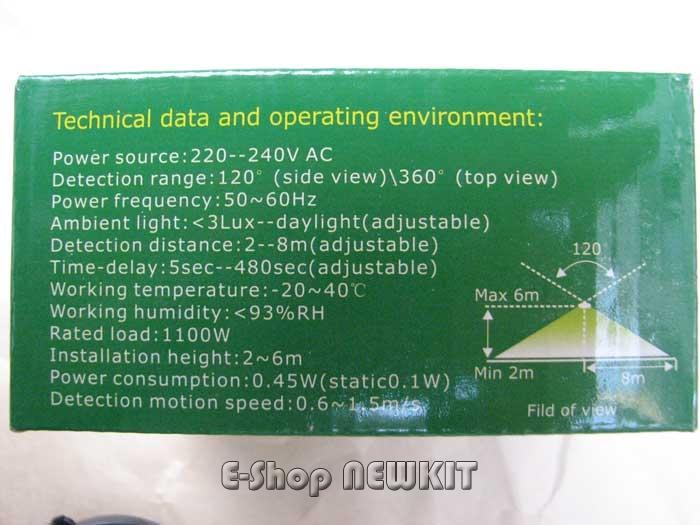 Technical data and operating environment:
Power source:220--240V AC
Detection range:120° (side view)\360° (top view)
Power frequency:50~60Hz
Ambient light:<3Lux--daylight(adjustable)
Detection distance:2--8m(adjustable)
Time-delay:5sec--480sec(adjustable)
Working temperature:-20~40℃
Working humidity:<93%RH
Rated load:1100W
Installation height:2~6m
Power consumption:0.45W(static0.1W)
Detection motion speed:0.6~1.5m/s
120
Max 6m
Min 2m
8m
Fild of view
E-Shop NEWKIT